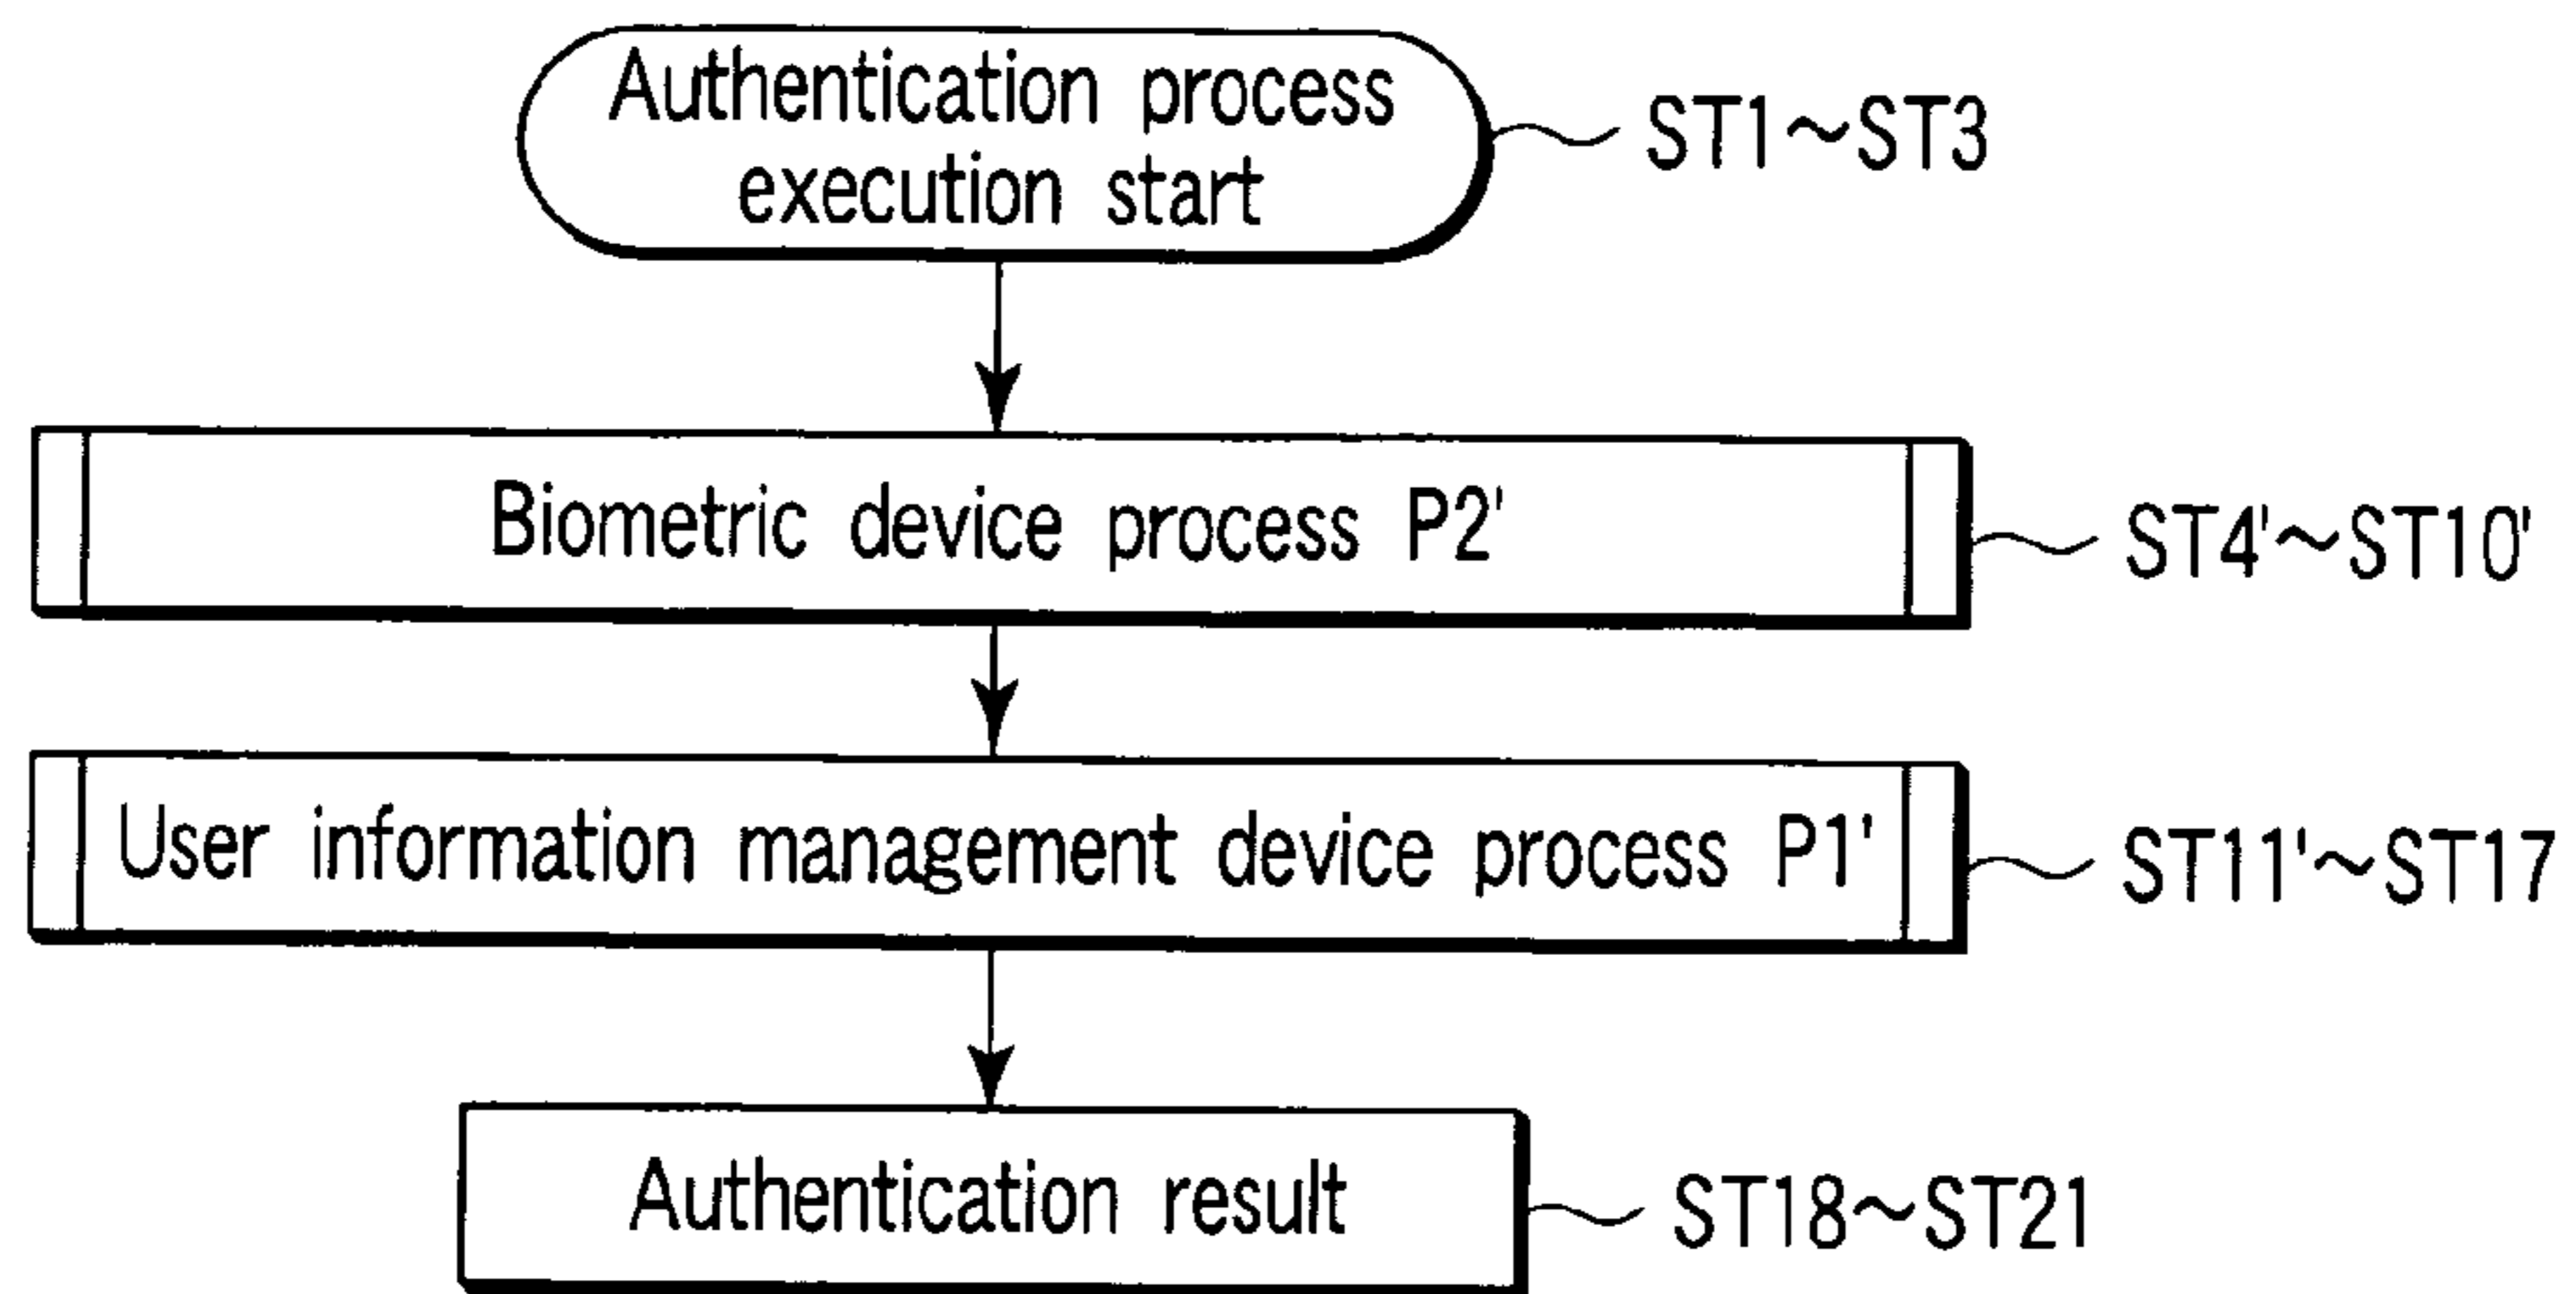 Authentication process
execution start
ST1~ST3
Biometric device process P2'
ST4'~ST10'
User information management device process P1'
ST11'~ST17
Authentication result
ST18~ST21